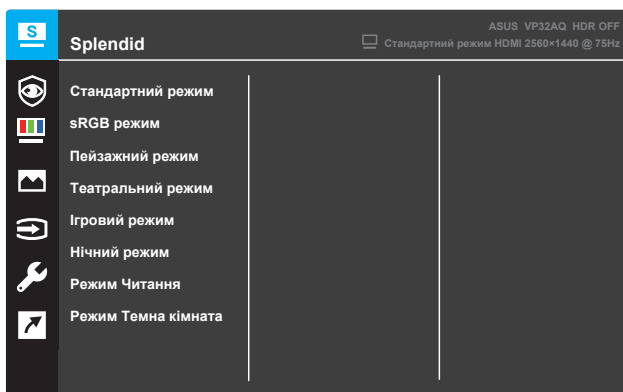 S
Splendid
ASUS VP32AQ HDR OFF
Стандартний режим HDMI 2560×1440 @ 75Hz
Стандартний режим
sRGB режим
Пейзажний режим
Театральний режим
Ігровий режим
Нічний режим
Режим Читання
Режим Темна кімната